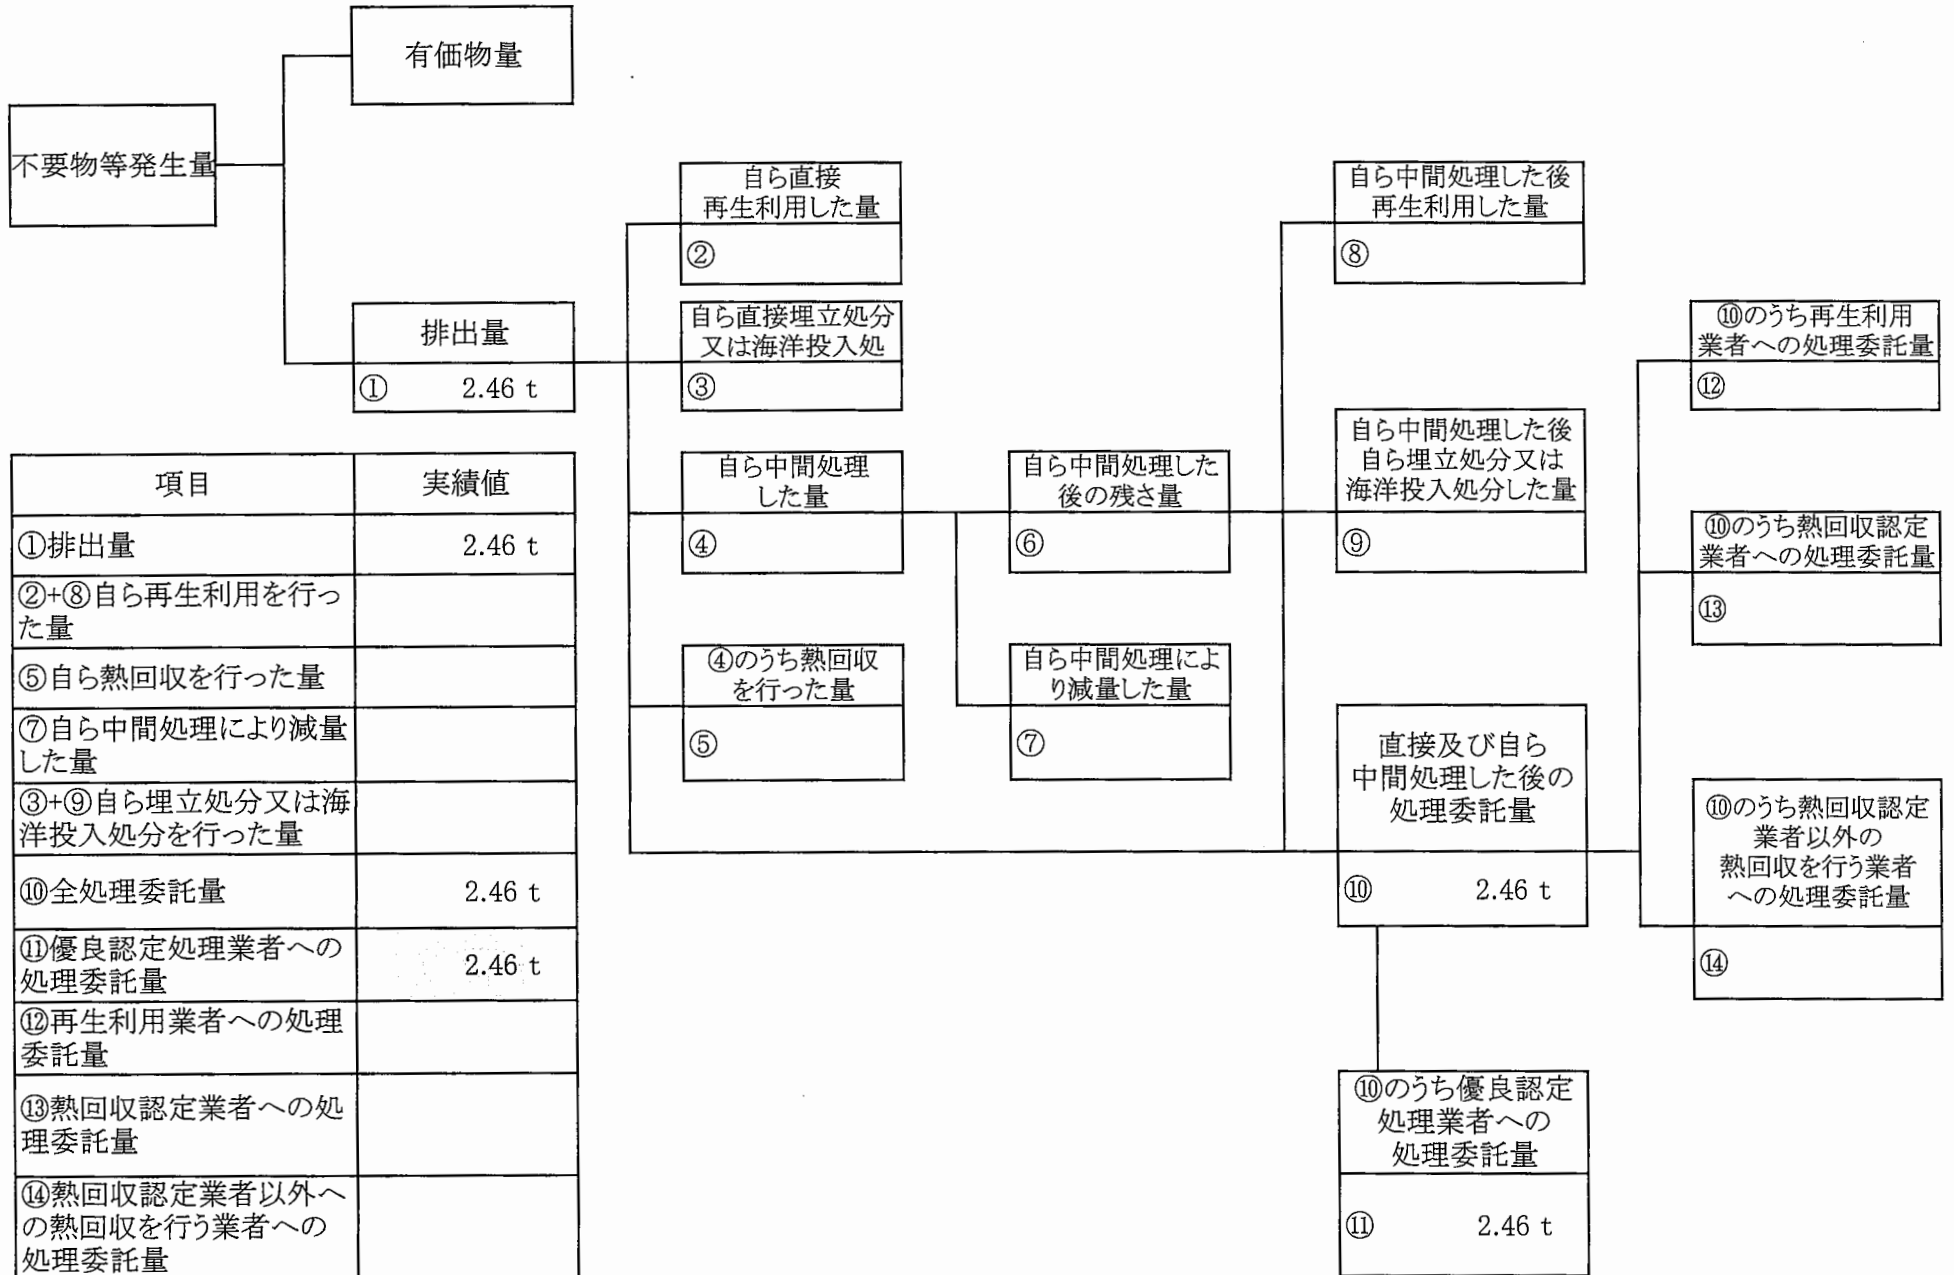 有価物量
不要物等発生量
自ら直接
再生利用した量
②
自ら中間処理した後
再生利用した量
⑧
排出量
① 2.46 t
自ら直接埋立処分
又は海洋投入処
③
⑩のうち再生利用
業者への処理委託量
⑫
自ら中間処理
した量
④
自ら中間処理した
後の残さ量
⑥
自ら中間処理した後
自ら埋立処分又は
海洋投入処分した量
⑨
⑩のうち熱回収認定
業者への処理委託量
⑬
④のうち熱回収
を行った量
⑤
自ら中間処理によ
り減量した量
⑦
直接及び自ら
中間処理した後の
処理委託量
⑩ 2.46 t
⑩のうち熱回収認定
業者以外の
熱回収を行う業者
への処理委託量
⑭
⑩のうち優良認定
処理業者への
処理委託量
⑪ 2.46 t
項目 実績値
①排出量 2.46 t
②+⑧自ら再生利用を行っ
た量
⑤自ら熱回収を行った量
⑦自ら中間処理により減量
した量
③+⑨自ら埋立処分又は海
洋投入処分を行った量
⑩全処理委託量 2.46 t
⑪優良認定処理業者への
処理委託量 2.46 t
⑫再生利用業者への処理
委託量
⑬熱回収認定業者への処
理委託量
⑭熱回収認定業者以外へ
の熱回収を行う業者への
処理委託量